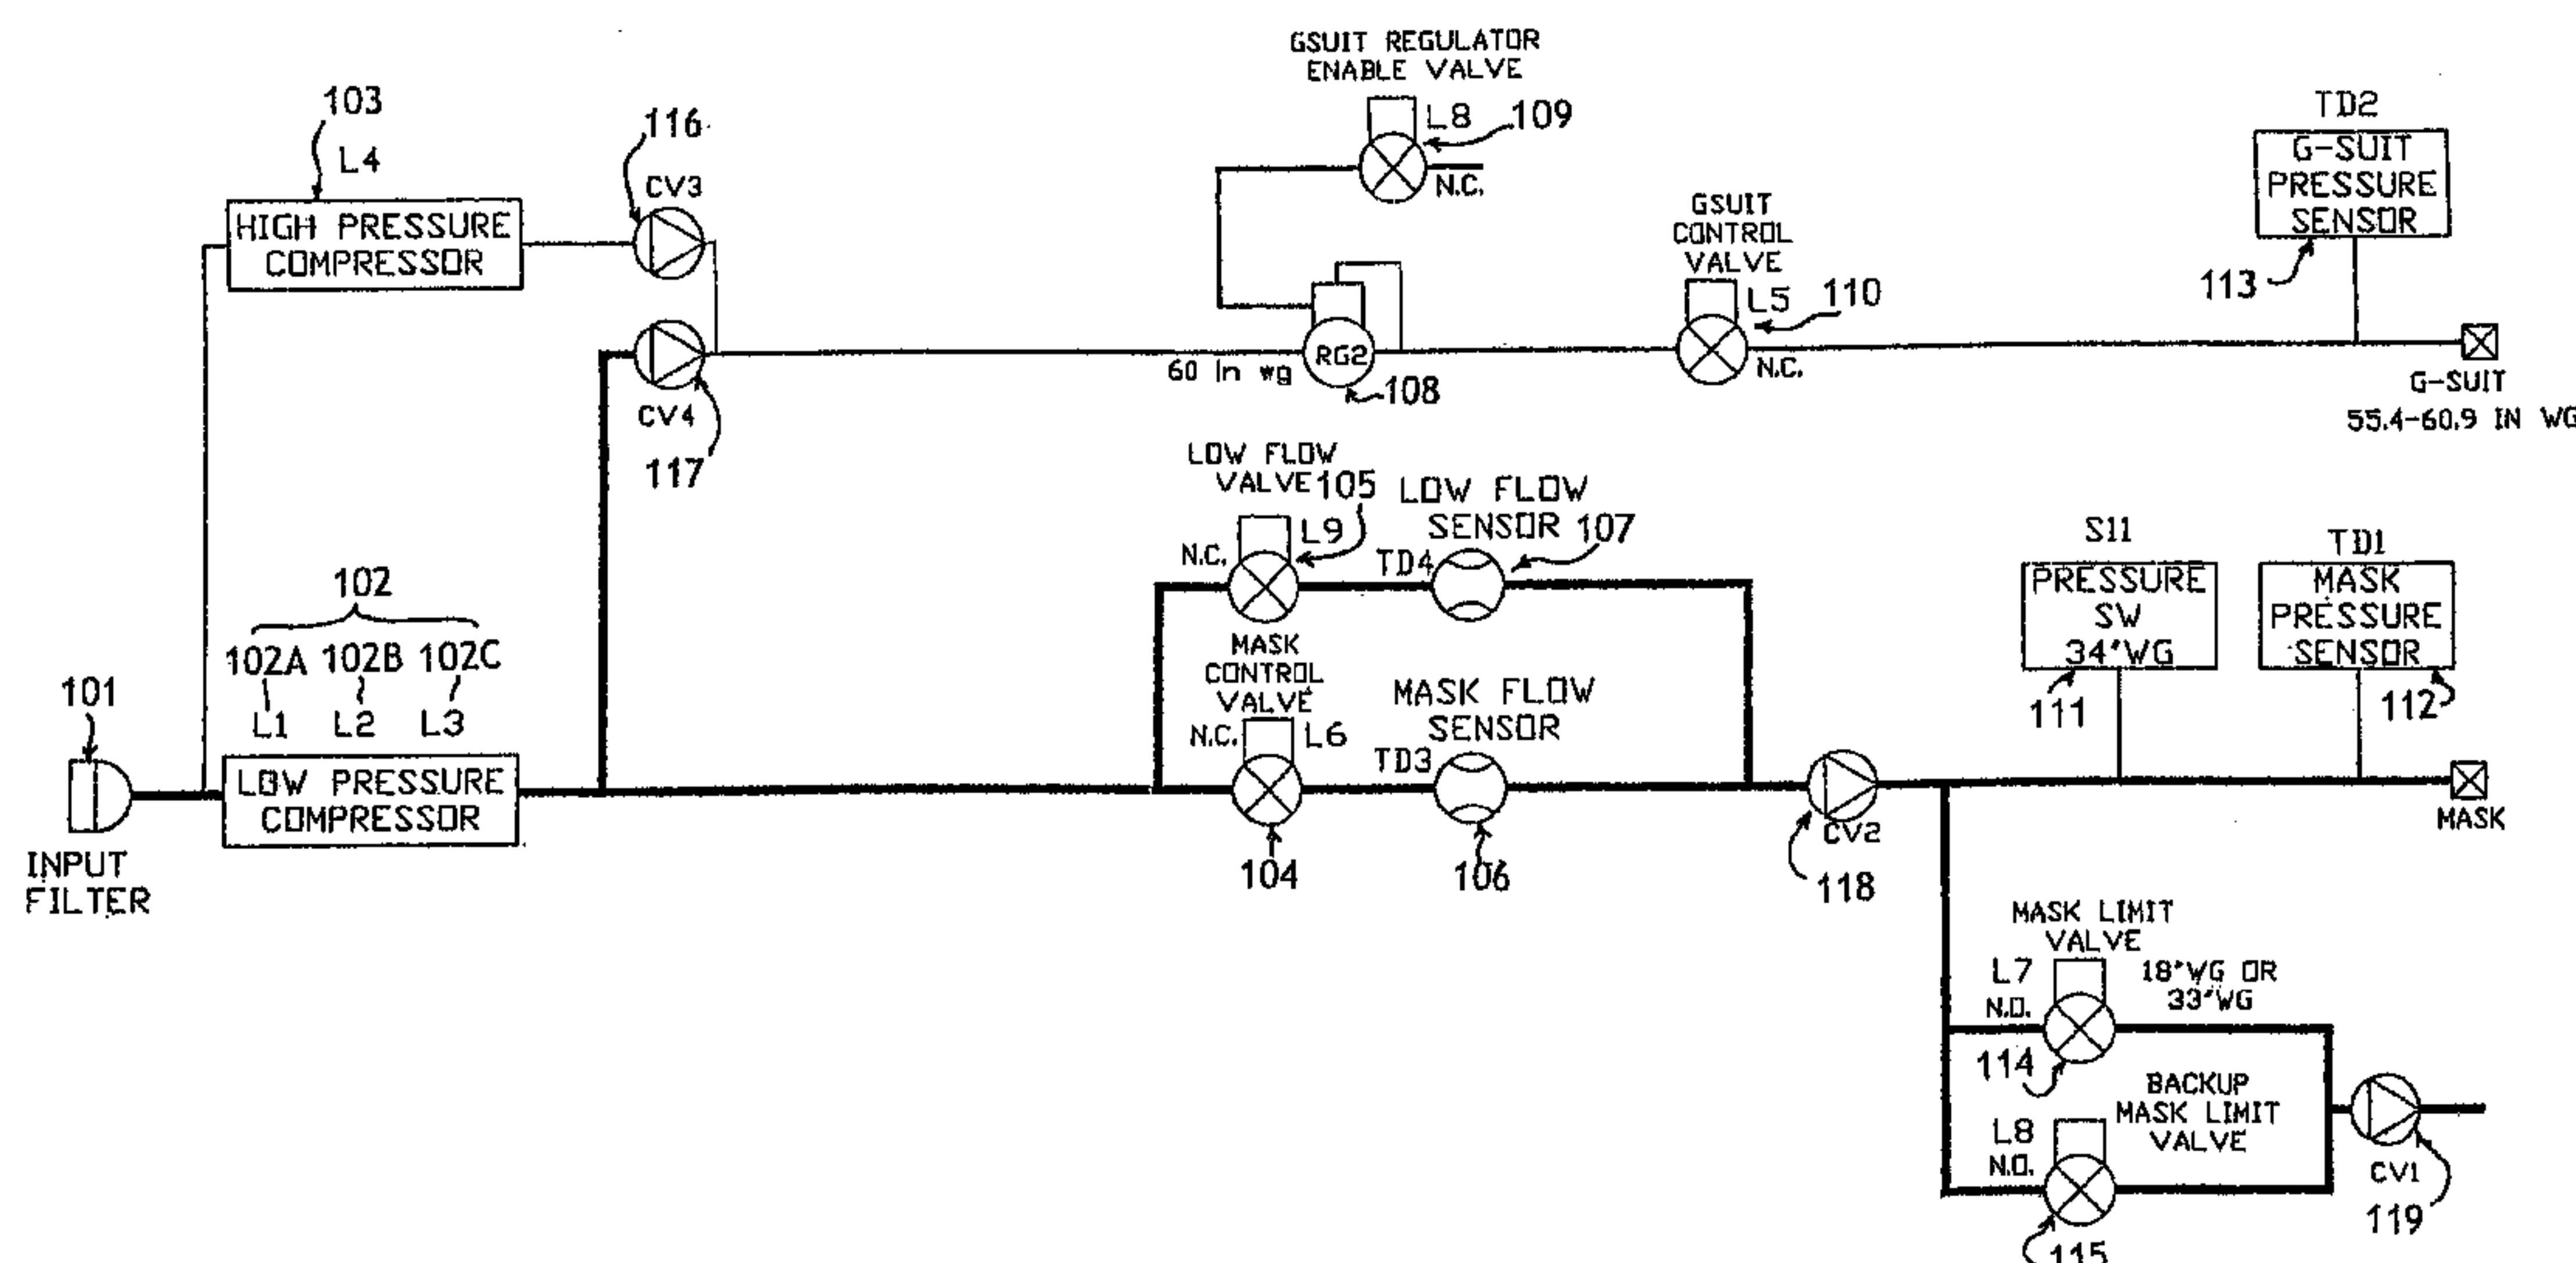 GSUIT REGULATOR
ENABLE VALVE
L8
109
N.C.
103
L4
HIGH PRESSURE
COMPRESSOR
116
CV3
CV4
117
60 In wg
RG2
108
GSUIT
CONTROL
VALVE
L5
110
N.C.
TD2
G-SUIT
PRESSURE
SENSOR
113
G-SUIT
55.4-60.9 IN WG
LOW FLOW
VALVE
105
L9
N.C.
LOW FLOW
SENSOR
107
TD4
102
102A 102B 102C
L1 L2 L3
101
INPUT
FILTER
LOW PRESSURE
COMPRESSOR
MASK
CONTROL
VALVE
N.C.
L6
104
MASK FLOW
SENSOR
TD3
106
CV2
118
S11
PRESSURE
SW
34"WG
111
TD1
MASK
PRESSURE
SENSOR
112
MASK
MASK LIMIT
VALVE
L7
N.O.
18"WG OR
33"WG
114
BACKUP
MASK LIMIT
VALVE
L8
N.O.
115
CV1
119